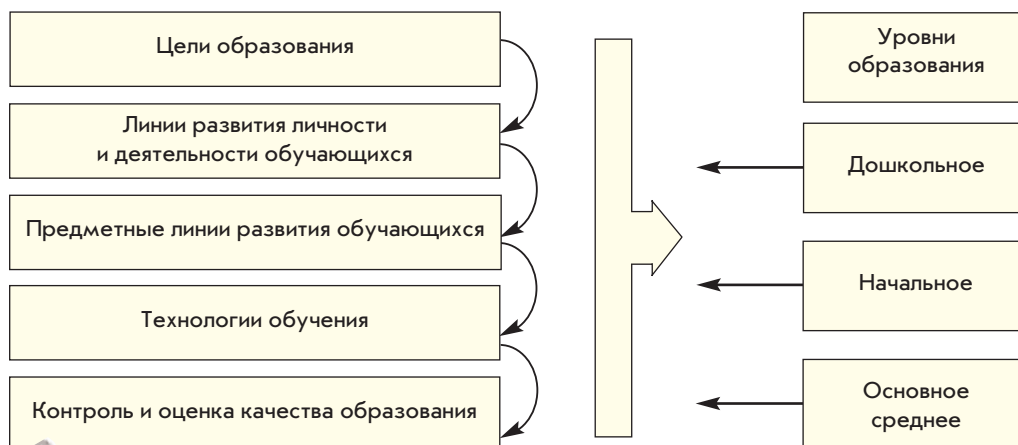 Цели образования
Линии развития личности
и деятельности обучающихся
Предметные линии развития обучающихся
Технологии обучения
Контроль и оценка качества образования
Уровни
образования
Дошкольное
Начальное
Основное
среднее